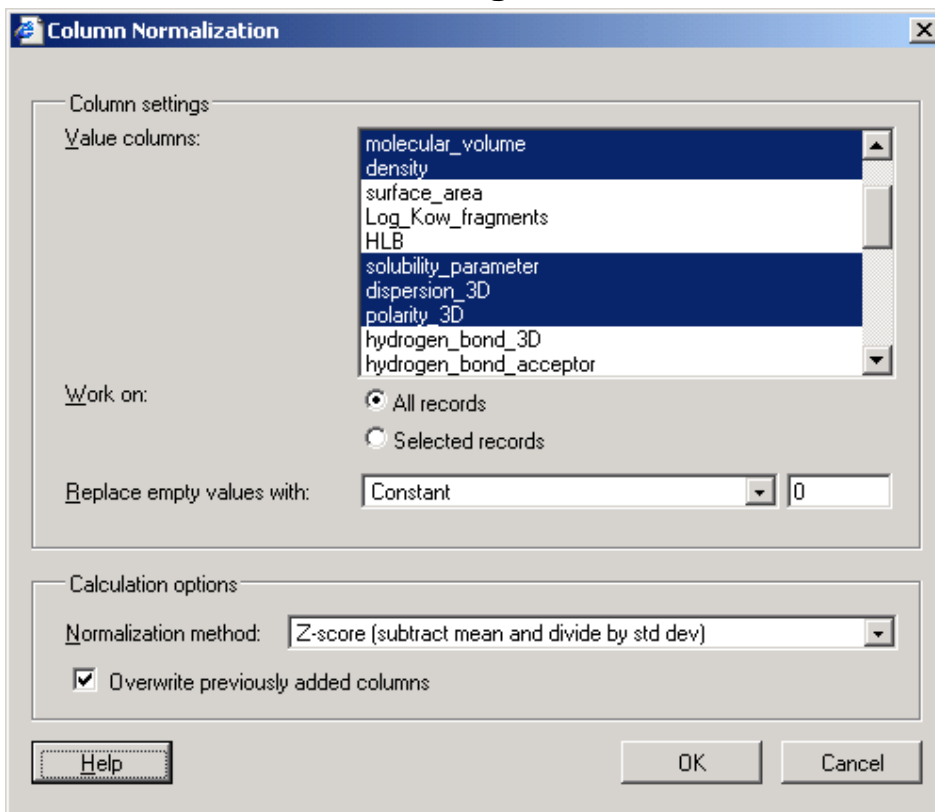 Column Normalization
Column settings
Value columns:
molecular_volume
density
surface_area
Log_Kow_fragments
HLB
solubility_parameter
dispersion_3D
polarity_3D
hydrogen_bond_3D
hydrogen_bond_acceptor
Work on:
All records
Selected records
Replace empty values with: Constant 0
Calculation options
Normalization method: Z-score (subtract mean and divide by std dev)
Overwrite previously added columns
Help OK Cancel